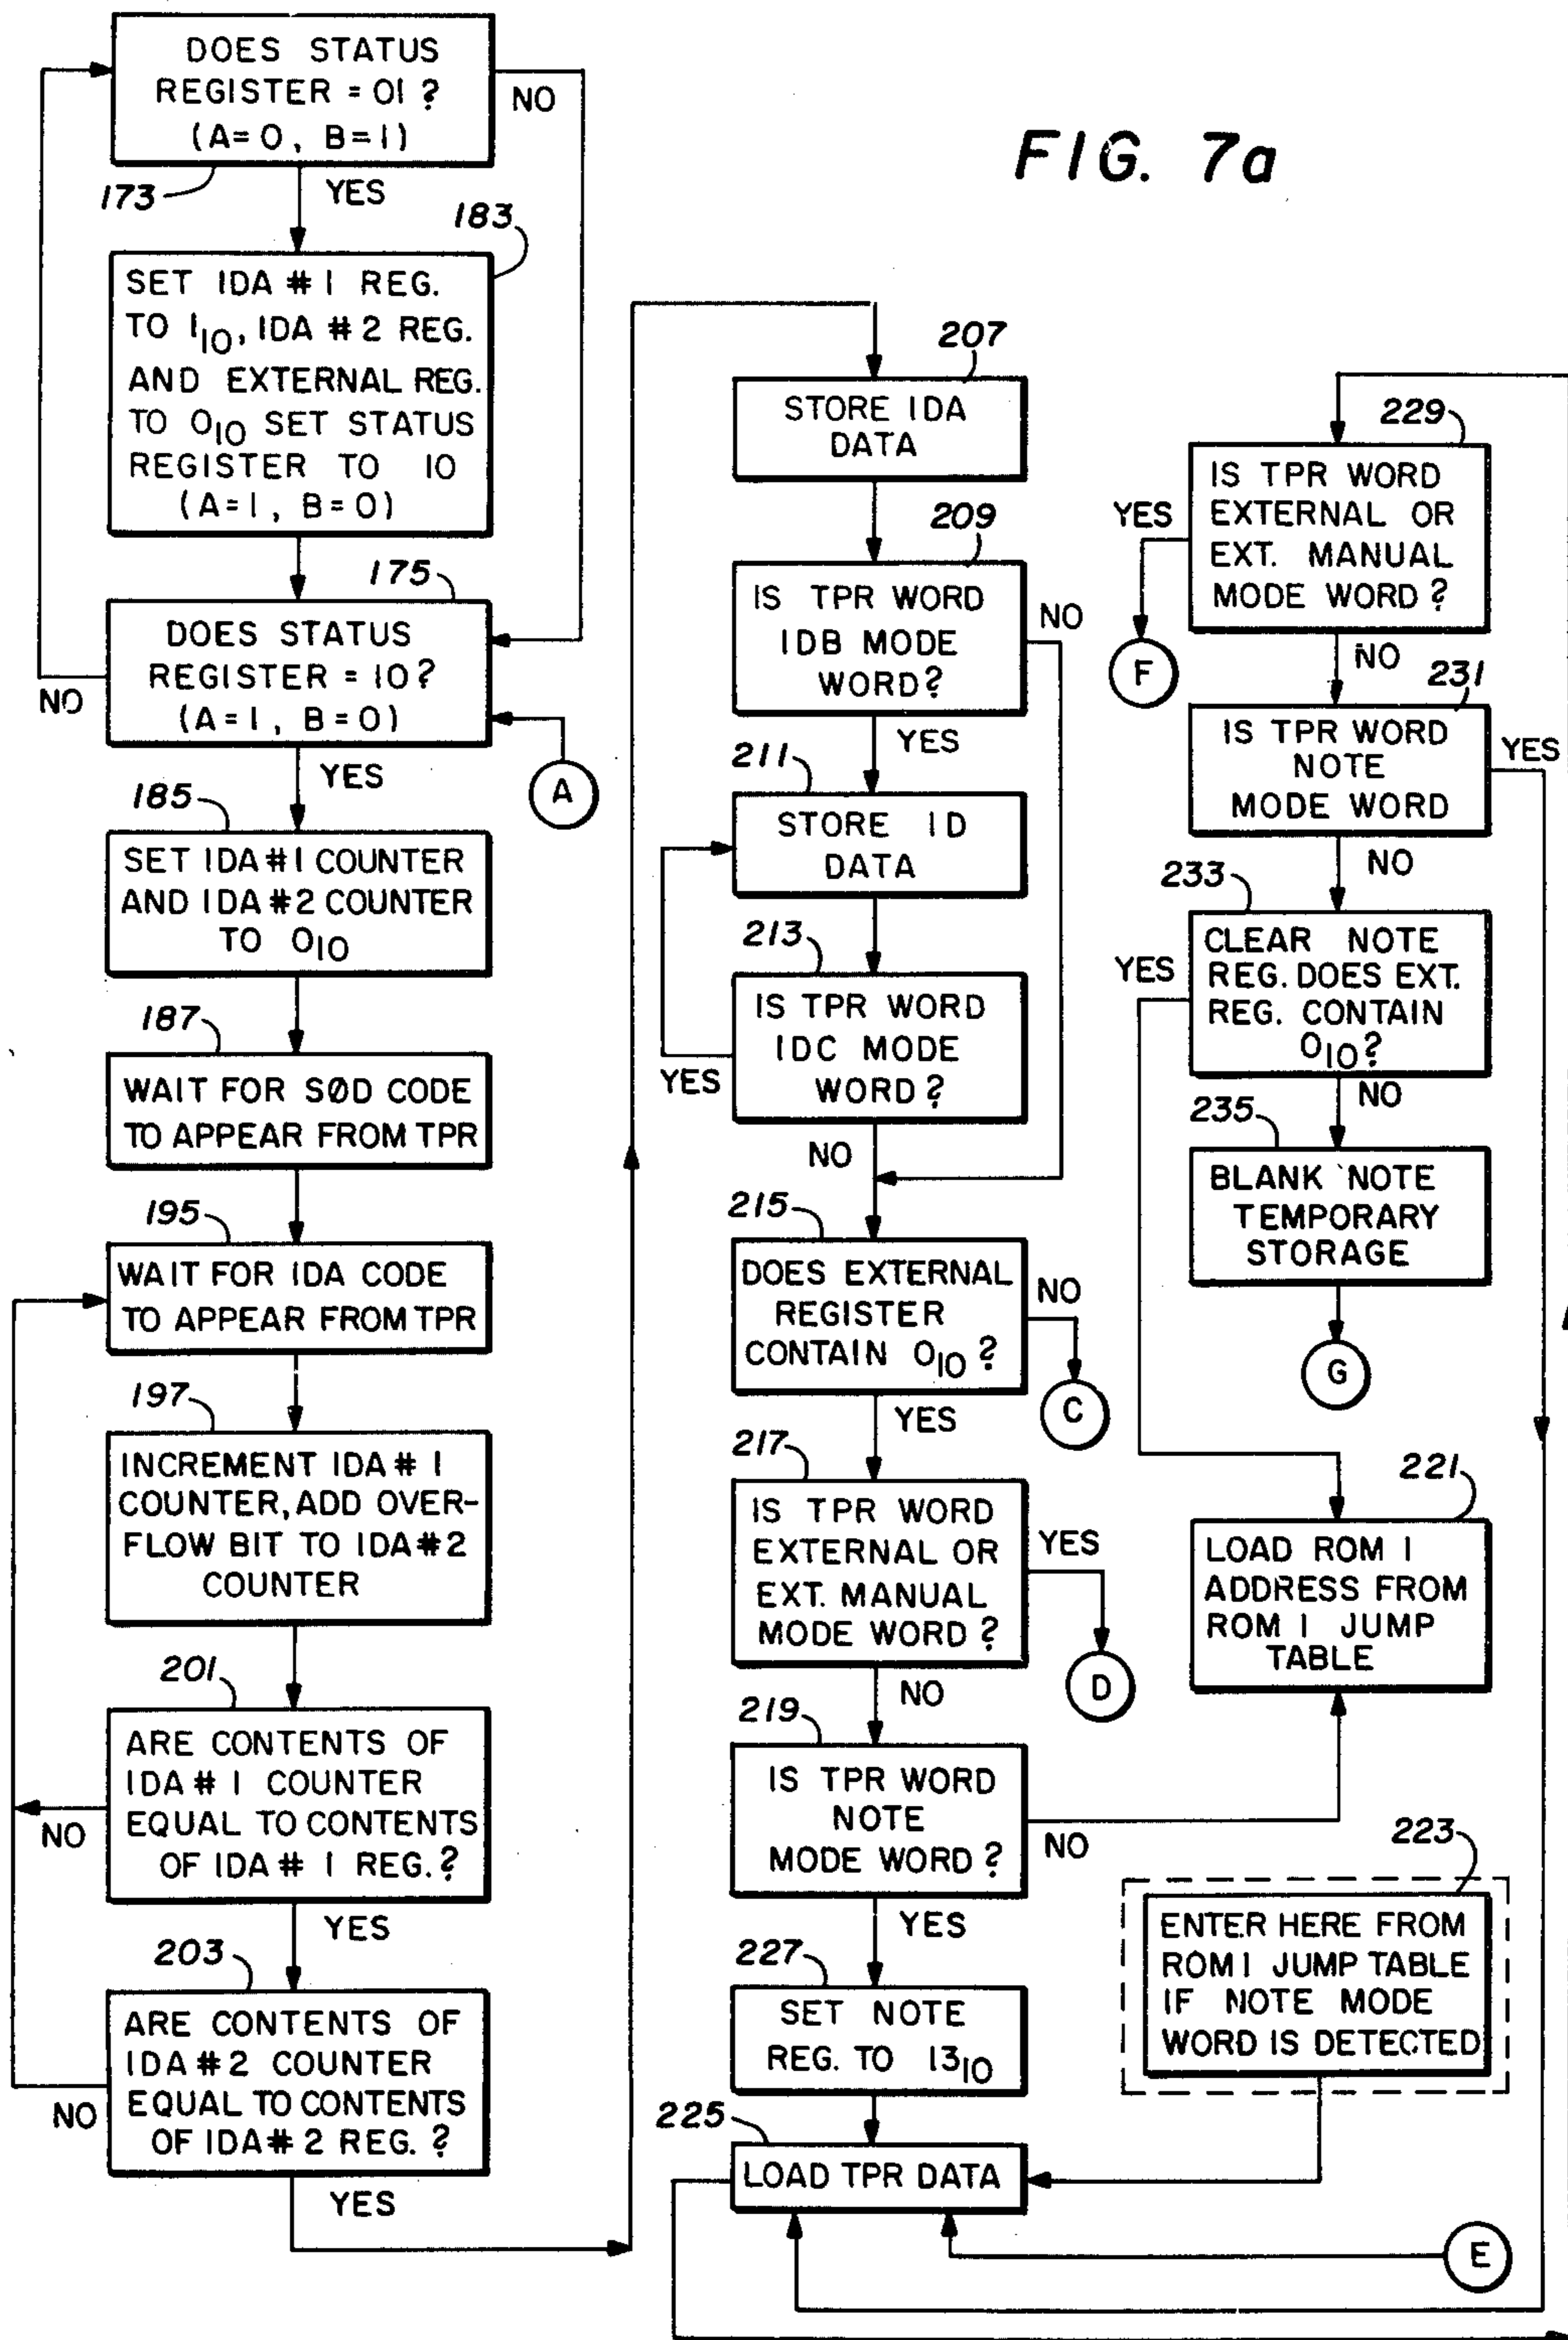 FIG. 7a
DOES STATUS
REGISTER = 01 ?
(A=0, B=1)
NO
173
YES
183
SET IDA # 1 REG.
TO 1₁₀, IDA # 2 REG.
AND EXTERNAL REG.
TO 0₁₀ SET STATUS
REGISTER TO 10
(A=1, B=0)
175
DOES STATUS
REGISTER = 10?
(A=1, B=0)
NO
YES
A
185
SET IDA #1 COUNTER
AND IDA #2 COUNTER
TO 0₁₀
187
WAIT FOR SØD CODE
TO APPEAR FROM TPR
195
WAIT FOR IDA CODE
TO APPEAR FROM TPR
197
INCREMENT IDA # 1
COUNTER, ADD OVER-
FLOW BIT TO IDA #2
COUNTER
201
ARE CONTENTS OF
IDA # 1 COUNTER
EQUAL TO CONTENTS
OF IDA # 1 REG.?
NO
YES
203
ARE CONTENTS OF
IDA #2 COUNTER
EQUAL TO CONTENTS
OF IDA # 2 REG. ?
NO
YES
207
STORE IDA
DATA
209
IS TPR WORD
IDB MODE
WORD?
NO
YES
211
STORE ID
DATA
213
IS TPR WORD
IDC MODE
WORD?
YES
NO
215
DOES EXTERNAL
REGISTER
CONTAIN 0₁₀ ?
NO
C
YES
217
IS TPR WORD
EXTERNAL OR
EXT. MANUAL
MODE WORD ?
YES
D
NO
219
IS TPR WORD
NOTE
MODE WORD ?
NO
YES
227
SET NOTE
REG. TO 13₁₀
225
LOAD TPR DATA
229
IS TPR WORD
EXTERNAL OR
EXT. MANUAL
MODE WORD ?
YES
F
NO
231
IS TPR WORD
NOTE
MODE WORD
YES
NO
233
CLEAR NOTE
REG. DOES EXT.
REG. CONTAIN
0₁₀?
YES
NO
235
BLANK NOTE
TEMPORARY
STORAGE
G
221
LOAD ROM I
ADDRESS FROM
ROM I JUMP
TABLE
223
ENTER HERE FROM
ROM I JUMP TABLE
IF NOTE MODE
WORD IS DETECTED
E